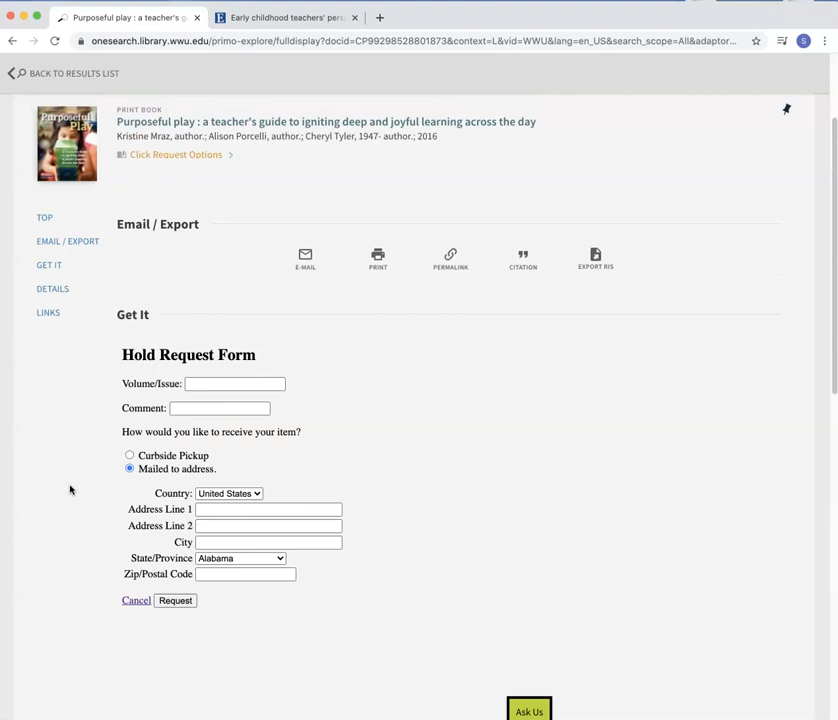 Purposeful play : a teacher's g
Early childhood teachers' pers
onesearch.library.wwu.edu/primo-explore/fulldisplay?docid=CP99298528801873&context=L&vid=WWU&lang=en_US&search_scope=All&adaptor...
S
BACK TO RESULTS LIST
Purposeful
Play
PRINT BOOK
Purposeful play : a teacher's guide to igniting deep and joyful learning across the day
Kristine Mraz, author.; Alison Porcelli, author.; Cheryl Tyler, 1947- author.; 2016
Click Request Options
TOP
EMAIL / EXPORT
GET IT
DETAILS
LINKS
Email / Export
E-MAIL
PRINT
PERMALINK
CITATION
EXPORT RIS
Get It
Hold Request Form
Volume/Issue:
Comment:
How would you like to receive your item?
Curbside Pickup
Mailed to address.
Country: United States
Address Line 1
Address Line 2
City
State/Province Alabama
Zip/Postal Code
Cancel Request
Ask Us